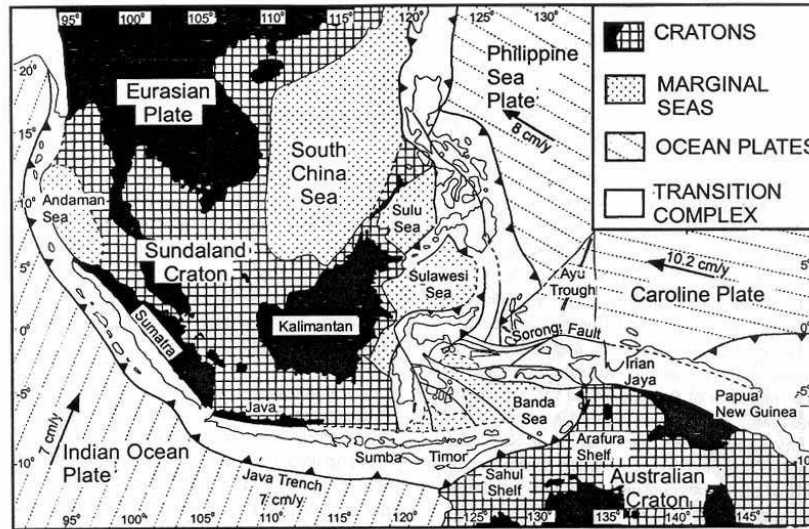 95° 100° 105° 110° 115° 120° 125° 130°
20°
15°
10°
5°
0°
-5°
-10°
Eurasian
Plate
Philippine
Sea
Plate
8 cm/y
South
China
Sea
Andaman
Sea
Sulu
Sea
Sundaland
Craton
Sulawesi
Sea
Ayu
Trough
10.2 cm/y
Caroline Plate
Sumatra
Kalimantan
Sorong Fault
Irian
Jaya
Papua
New Guinea
Java
Banda
Sea
Arafura
Shelf
7 cm/y
Indian Ocean
Plate
Java Trench
7 cm/y
Sumba
Timor
Sahul
Shelf
Australian
Craton
95° 100° 105° 110° 115° 120° 125° 130° 135° 140° 145°
CRATONS
MARGINAL
SEAS
OCEAN PLATES
TRANSITION
COMPLEX